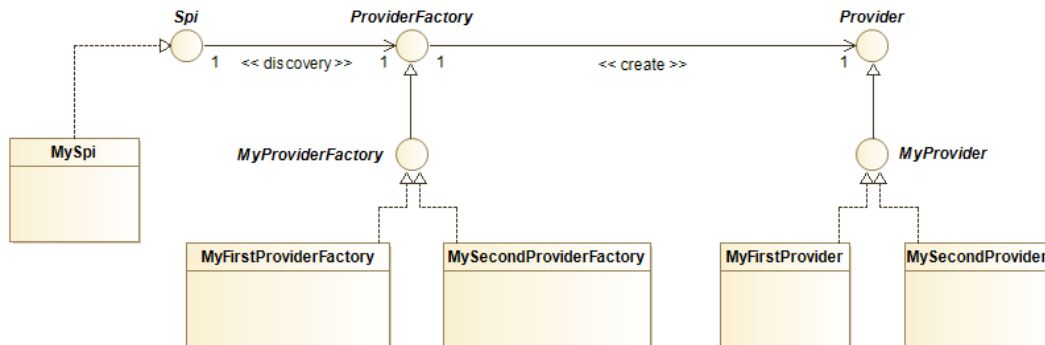 Spi
ProviderFactory
Provider
1
<< discovery >>
1
1
<< create >>
1
MySpi
MyProviderFactory
MyProvider
MyFirstProviderFactory
MySecondProviderFactory
MyFirstProvider
MySecondProvider